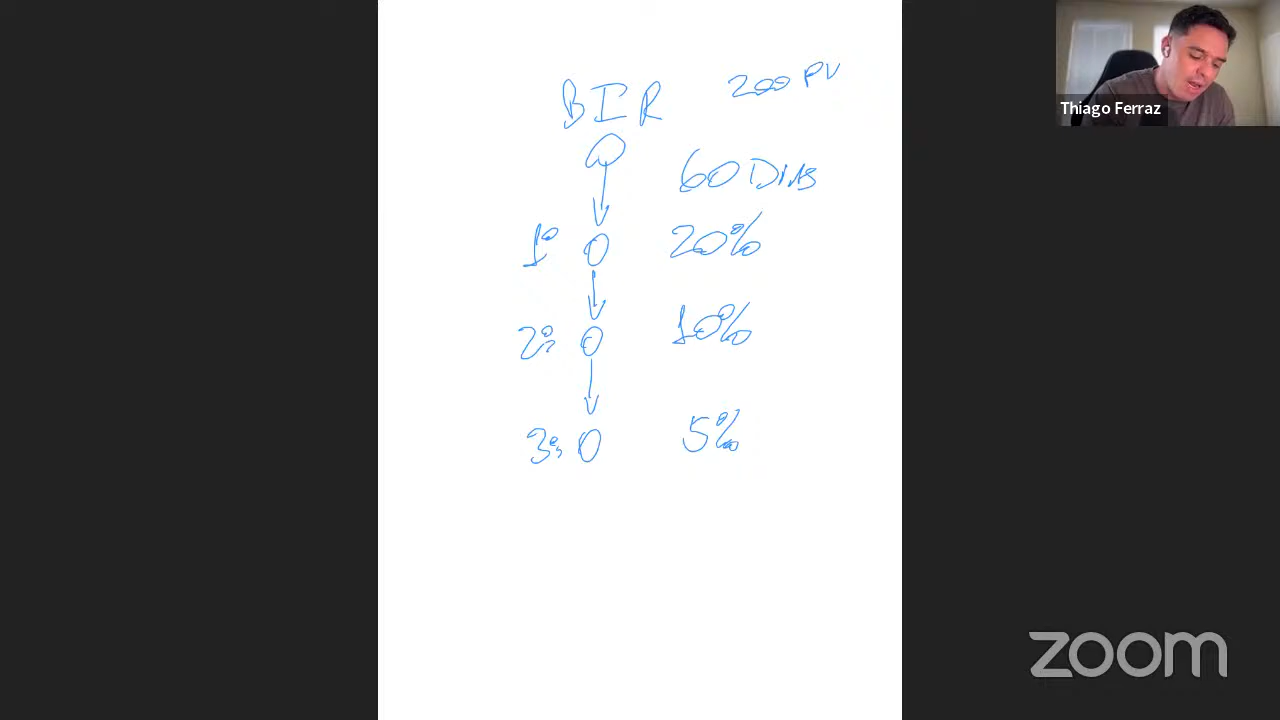 BIR 200 PV
60 DIAS
1º O 20%
2º O 10%
3º O 5%
Thiago Ferraz
zoom